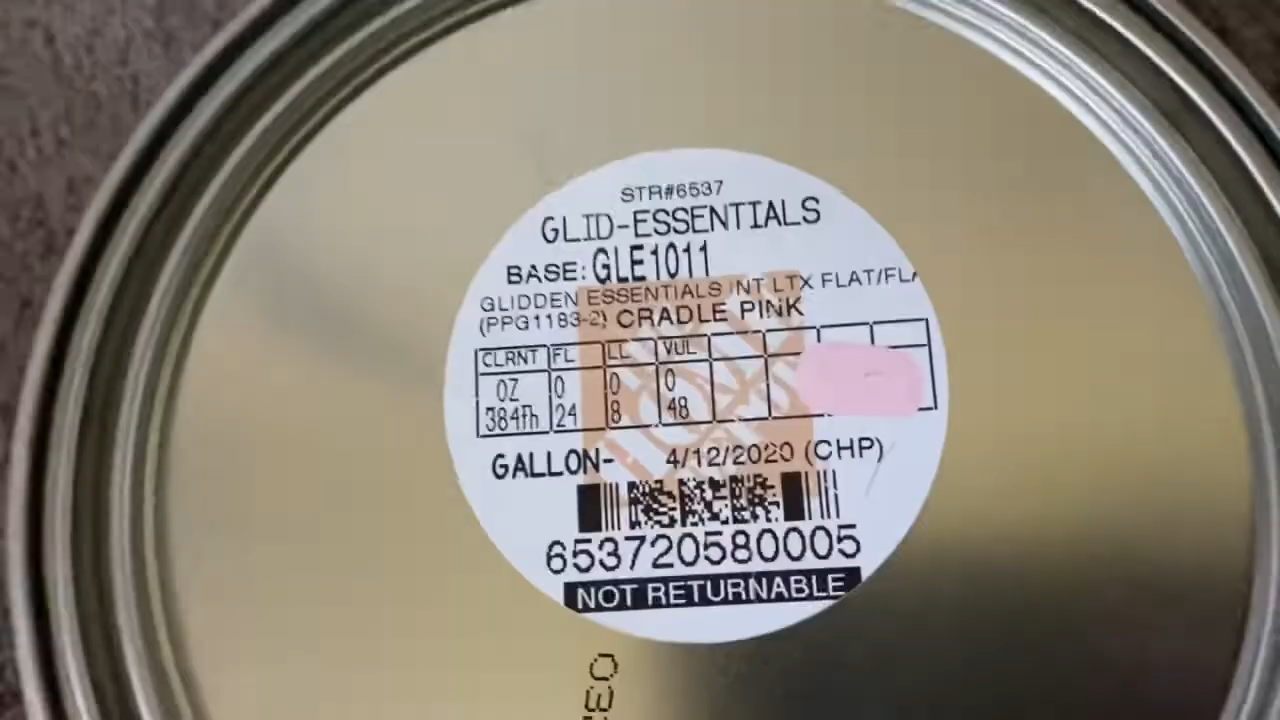 STR#6537
GLID-ESSENTIALS
BASE: GLE1011
GLIDDEN ESSENTIALS INT LTX FLAT/FLA
(PPG1183-2) CRADLE PINK
CLRNT FL LL VUL
OZ 0 0 0
384Th 24 8 48
GALLON- 4/12/2020 (CHP)
653720580005
NOT RETURNABLE